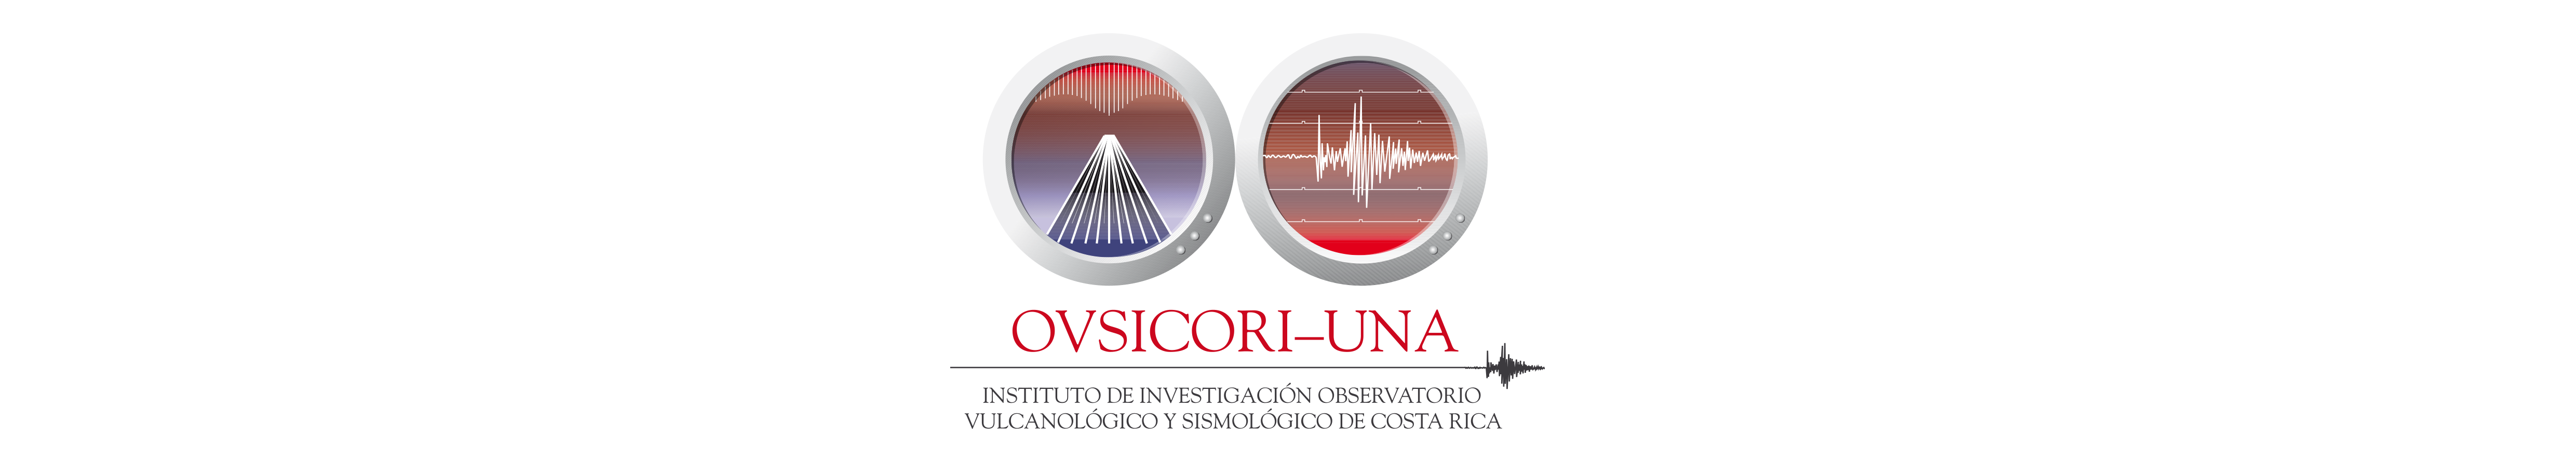 OVSICORI–UNA
INSTITUTO DE INVESTIGACIÓN OBSERVATORIO
VULCANOLÓGICO Y SISMOLÓGICO DE COSTA RICA